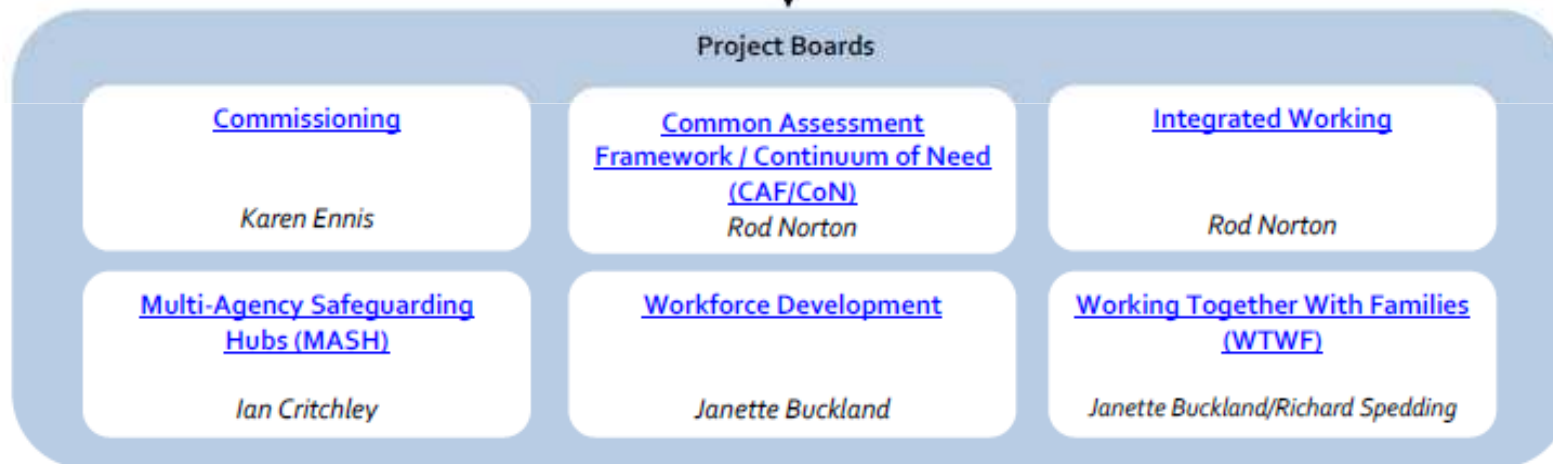 Project Boards
Commissioning
Karen Ennis
Common Assessment
Framework / Continuum of Need
(CAF/CoN)
Rod Norton
Integrated Working
Rod Norton
Multi-Agency Safeguarding
Hubs (MASH)
Ian Critchley
Workforce Development
Janette Buckland
Working Together With Families
(WTWF)
Janette Buckland/Richard Spedding